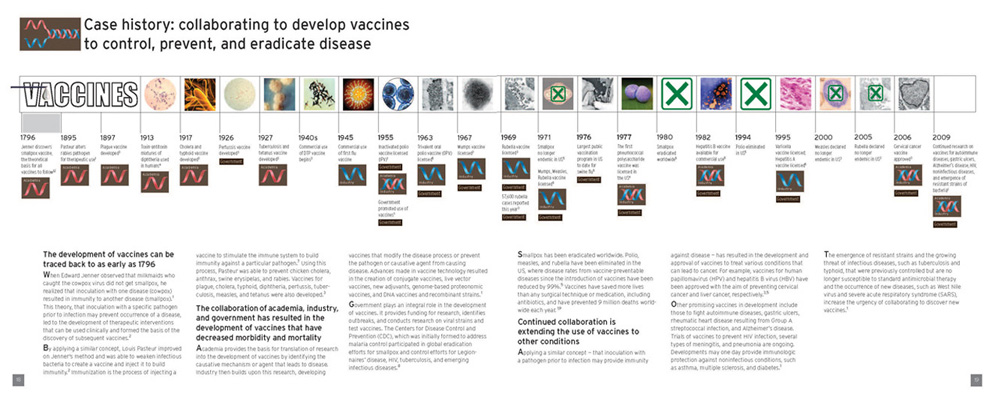 Case history: collaborating to develop vaccines
to control, prevent, and eradicate disease
VACCINES
1796
Jenner discovers
smallpox vaccine,
the theoretical
basis for all
vaccines to follow
1895
Pasteur alters
rabies pathogen
for therapeutic use
1897
Plague vaccine
developed
1913
Toxin-antitoxin
mixtures of
diphtheria used
in humans
1917
Cholera and
typhoid vaccine
developed
1926
Pertussis vaccine
developed
1927
Tuberculosis and
tetanus vaccine
developed
1940s
Commercial use
of DTP vaccine
begins
1945
Commercial use
of first flu
vaccine
1955
Inactivated polio
vaccine licensed
(IPV)
Government
Government
promoted use of
vaccines
Government
1963
Trivalent oral
polio vaccine (OPV)
licensed
Government
1967
Mumps vaccine
licensed
Government
1969
Rubella vaccine
licensed
Government
57,600 rubella
cases reported
this year
Government
1971
Smallpox
no longer
endemic in US
Mumps, Measles,
Rubella vaccine
licensed
Government
1976
Largest public
vaccination
program in US
to date for
swine flu
Government
1977
The first
pneumococcal
polysaccharide
vaccine was
licensed in
the US
Government
1980
Smallpox
eradicated
worldwide
1982
Hepatitis B vaccine
available for
commercial use
Government
1994
Polio eliminated
in US
1995
Varicella
vaccine licensed;
Hepatitis A
vaccine
licensed
Government
2000
Measles declared
no longer
endemic in US
2005
Rubella declared
no longer
endemic in US
2006
Cervical cancer
vaccine
approved
Government
2009
Continued research on
vaccines for autoimmune
diseases, gastric ulcers,
Alzheimer's disease, HIV,
noninfectious diseases,
and emergence of
resistant strains of
bacteria
Government
The development of vaccines can be
traced back to as early as 1796
When Edward Jenner observed that milkmaids who
caught the cowpox virus did not get smallpox, he
realized that inoculation with one disease (cowpox)
resulted in immunity to another disease (smallpox).
This theory, that inoculation with a specific pathogen
prior to infection may prevent occurrence of a disease,
led to the development of therapeutic interventions
that can be used clinically and formed the basis of the
discovery of subsequent vaccines.
By applying a similar concept, Louis Pasteur improved
on Jenner's method and was able to weaken infectious
bacteria to create a vaccine and inject it to build
immunity. Immunization is the process of injecting a
vaccine to stimulate the immune system to build
immunity against a particular pathogen. Using this
process, Pasteur was able to prevent chicken cholera,
anthrax, swine erysipelas, and rabies. Vaccines for
plague, cholera, typhoid, diphtheria, pertussis, tuber-
culosis, measles, and tetanus were also developed.
The collaboration of academia, industry,
and government has resulted in the
development of vaccines that have
decreased morbidity and mortality
Academia provides the basis for translation of research
into the development of vaccines by identifying the
causative mechanism or agent that leads to disease.
Industry then builds upon this research, developing
vaccines that modify the disease process or prevent
the pathogen or causative agent from causing
disease. Advances made in vaccine technology resulted
in the creation of conjugate vaccines, live vector
vaccines, new adjuvants, genome-based proteonomic
vaccines, and DNA vaccines and recombinant strains.
Government plays an integral role in the development
of vaccines. It provides funding for research, identifies
outbreaks, and conducts research on viral strains and
test vaccines. The Centers for Disease Control and
Prevention (CDC), which was initially formed to address
malaria control participated in global eradication
efforts for smallpox and control efforts for Legion-
naires' disease, HIV, tuberculosis, and emerging
infectious diseases.
Smallpox has been eradicated worldwide. Polio,
measles, and rubella have been eliminated in the
US, where disease rates from vaccine-preventable
diseases since the introduction of vaccines have been
reduced by 99%. Vaccines have saved more lives
than any surgical technique or medication, including
antibiotics, and have prevented 9 million deaths world-
wide each year.
Continued collaboration is
extending the use of vaccines to
other conditions
Applying a similar concept – that inoculation with
a pathogen prior to infection may provide immunity
against disease – has resulted in the development and
approval of vaccines to treat various conditions that
can lead to cancer. For example, vaccines for human
papillomavirus (HPV) and hepatitis B virus (HBV) have
been approved with the aim of preventing cervical
cancer and liver cancer, respectively.
Other promising vaccines in development include
those to fight autoimmune diseases, gastric ulcers,
rheumatic heart disease resulting from Group A
streptococcal infection, and Alzheimer's disease.
Trials of vaccines to prevent HIV infection, several
types of meningitis, and pneumonia are ongoing.
Developments may one day provide immunologic
protection against noninfectious conditions, such
as asthma, multiple sclerosis, and diabetes.
The emergence of resistant strains and the growing
threat of infectious diseases, such as tuberculosis and
typhoid, that were previously controlled but are no
longer susceptible to standard antimicrobial therapy
and the occurrence of new diseases, such as West Nile
virus and severe acute respiratory syndrome (SARS),
increase the urgency of collaborating to discover new
vaccines.